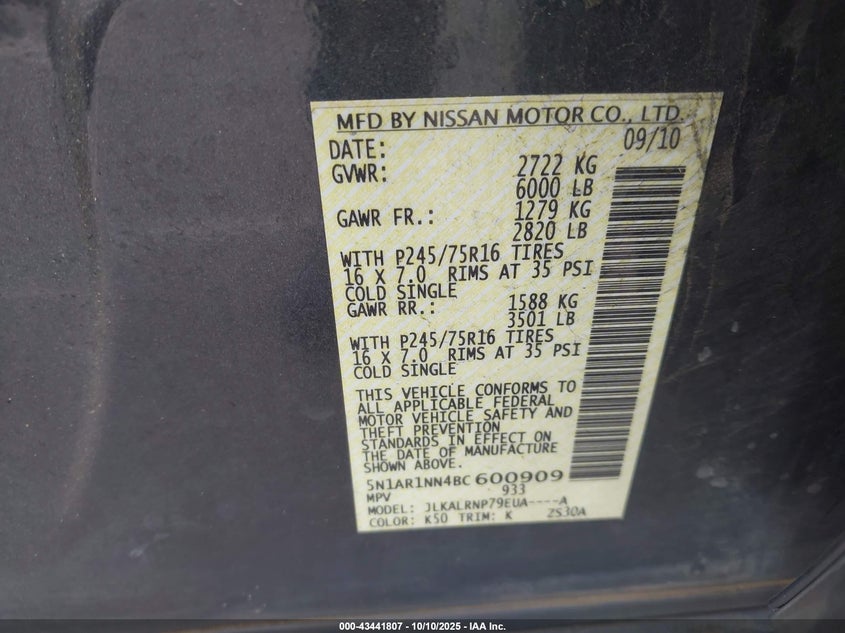 MFD BY NISSAN MOTOR CO., LTD.
DATE: 09/10
GVWR: 2722 KG
6000 LB
GAWR FR.: 1279 KG
2820 LB
WITH P245/75R16 TIRES
16 X 7.0 RIMS AT 35 PSI
COLD SINGLE
GAWR RR.: 1588 KG
3501 LB
WITH P245/75R16 TIRES
16 X 7.0 RIMS AT 35 PSI
COLD SINGLE
THIS VEHICLE CONFORMS TO
ALL APPLICABLE FEDERAL
MOTOR VEHICLE SAFETY AND
THEFT PREVENTION
STANDARDS IN EFFECT ON
THE DATE OF MANUFACTURE
SHOWN ABOVE.
5N1AR1NN4BC600909
MPV 933
MODEL: JLKALRNP79EUA----A
COLOR: K50 TRIM: K ZS30A
000-43441807 - 10/10/2025 - IAA Inc.